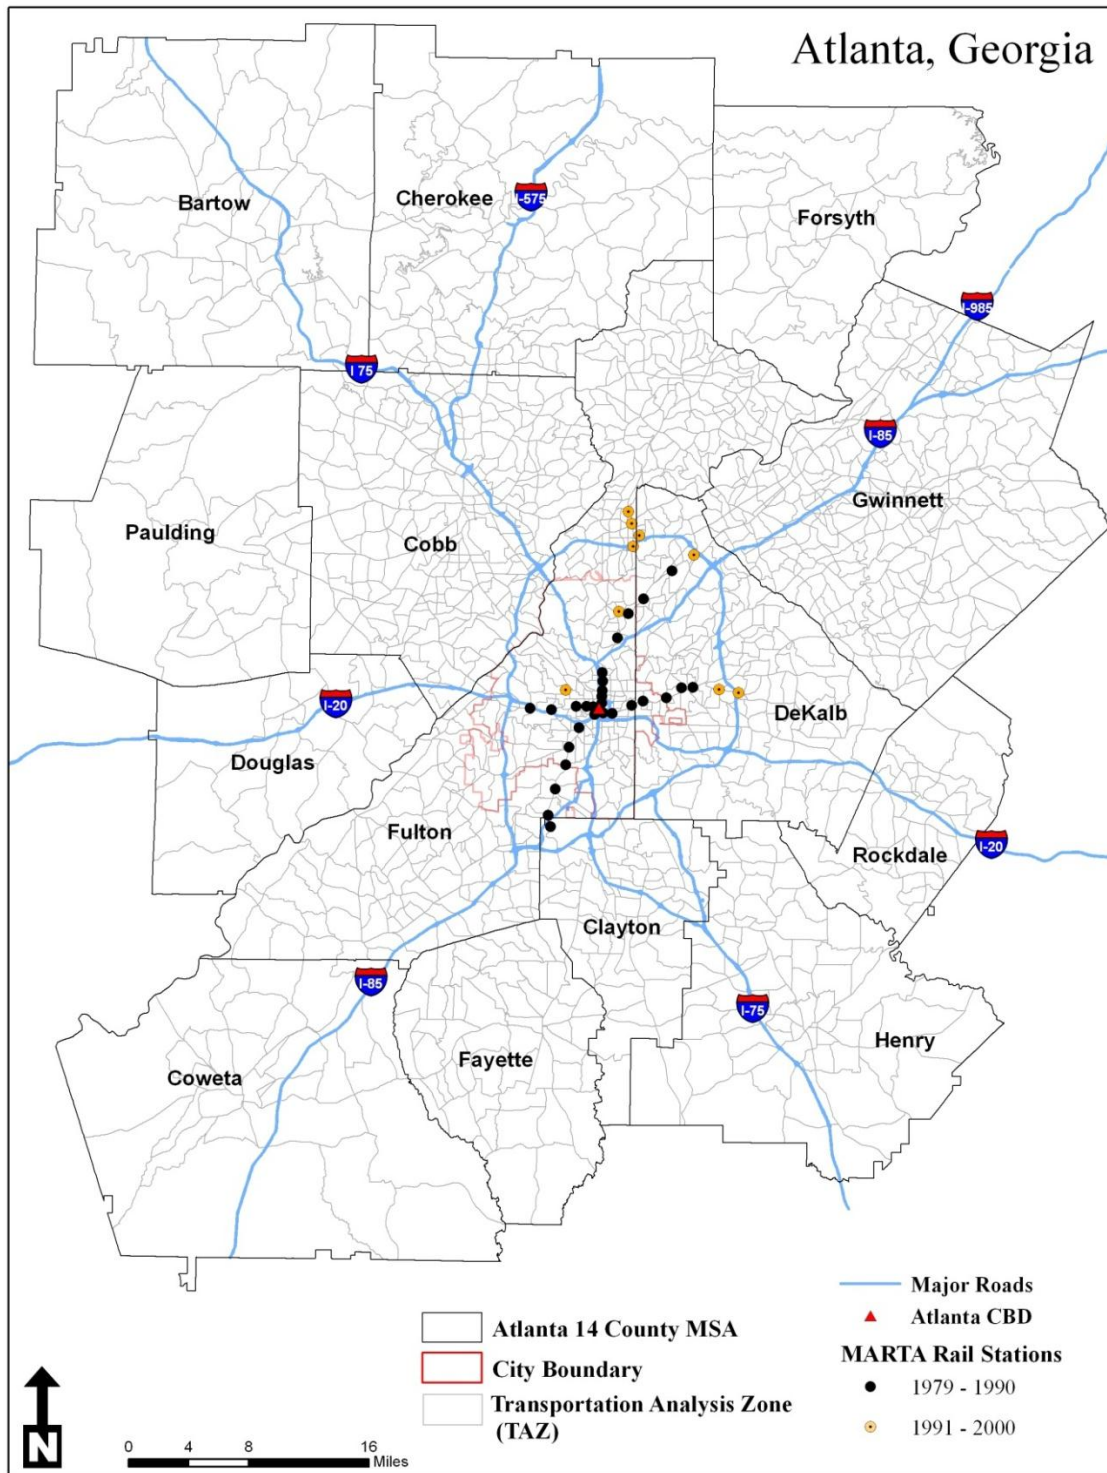 Atlanta, Georgia
Bartow
Cherokee
I-575
Forsyth
I-985
I 75
I-85
Gwinnett
Paulding
Cobb
I-20
DeKalb
Douglas
Fulton
I-20
Rockdale
Clayton
I-85
I-75
Henry
Fayette
Coweta
Major Roads
Atlanta CBD
MARTA Rail Stations
1979 - 1990
1991 - 2000
Atlanta 14 County MSA
City Boundary
Transportation Analysis Zone
(TAZ)
N
0 4 8 16
Miles